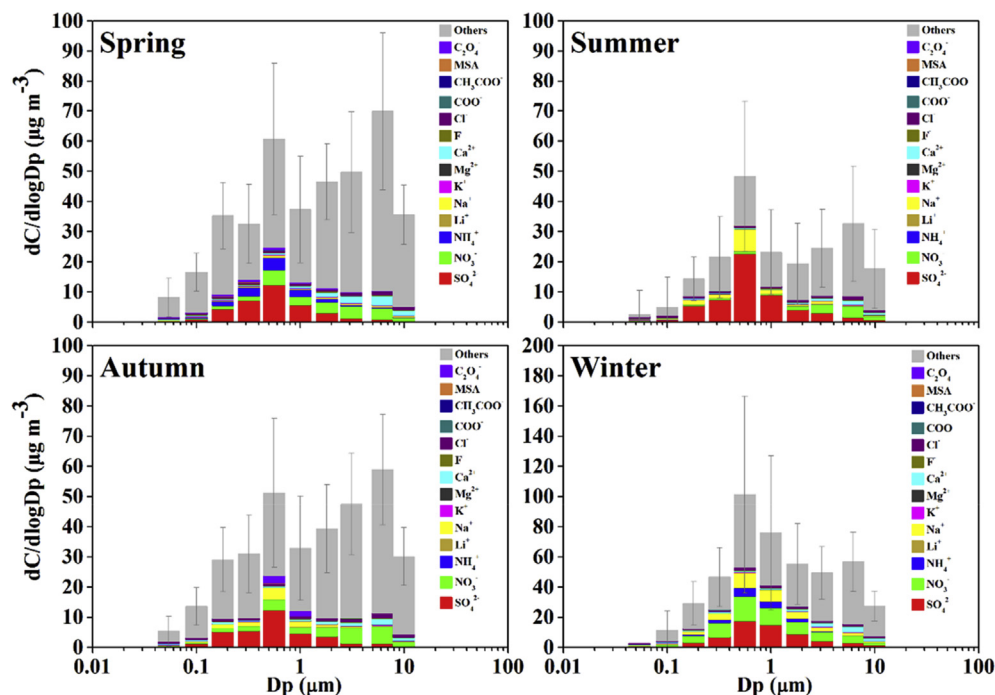 dC/dlogDp (μg m⁻³)
100
90
80
70
60
50
40
30
20
10
0
Spring
Others
C₂O₄⁻
MSA
CH₃COO⁻
COO⁻
Cl⁻
F⁻
Ca²⁺
Mg²⁺
K⁺
Na⁺
Li⁺
NH₄⁺
NO₃⁻
SO₄²⁻
100
90
80
70
60
50
40
30
20
10
0
Summer
Others
C₂O₄⁻
MSA
CH₃COO
COO⁻
Cl⁻
F⁻
Ca²⁺
Mg²⁺
K⁺
Na⁺
Li⁺
NH₄⁺
NO₃
SO₄²⁻
dC/dlogDp (μg m⁻³)
100
90
80
70
60
50
40
30
20
10
0
Autumn
Others
C₂O₄⁻
MSA
CH₃COO
COO⁻
Cl⁻
F⁻
Ca²⁺
Mg²⁺
K⁺
Na⁺
Li⁺
NH₄⁺
NO₃⁻
SO₄²⁻
0.01 0.1 1 10 100
Dp (μm)
200
180
160
140
120
100
80
60
40
20
0
Winter
Others
C₂O₄⁻
MSA
CH₃COO⁻
COO
Cl⁻
F⁻
Ca²⁺
Mg²⁺
K⁺
Na⁺
Li⁺
NH₄⁺
NO₃⁻
SO₄²⁻
0.01 0.1 1 10 100
Dp (μm)